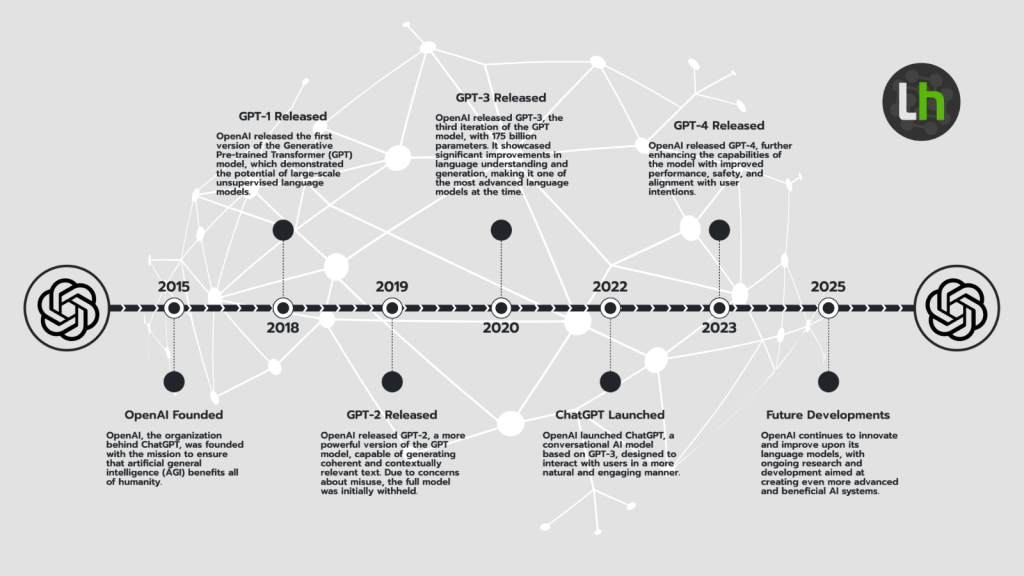 Lh
GPT-1 Released
OpenAI released the first
version of the Generative
Pre-trained Transformer (GPT)
model, which demonstrated
the potential of large-scale
unsupervised language
models.
GPT-3 Released
OpenAI released GPT-3, the
third iteration of the GPT
model, with 175 billion
parameters. It showcased
significant improvements in
language understanding and
generation, making it one of
the most advanced language
models at the time.
GPT-4 Released
OpenAI released GPT-4, further
enhancing the capabilities of
the model with improved
performance, safety, and
alignment with user
intentions.
2015
2018
2019
2020
2022
2023
2025
OpenAI Founded
OpenAI, the organization
behind ChatGPT, was founded
with the mission to ensure
that artificial general
intelligence (AGI) benefits all
of humanity.
GPT-2 Released
OpenAI released GPT-2, a more
powerful version of the GPT
model, capable of generating
coherent and contextually
relevant text. Due to concerns
about misuse, the full model
was initially withheld.
ChatGPT Launched
OpenAI launched ChatGPT, a
conversational AI model
based on GPT-3, designed to
interact with users in a more
natural and engaging manner.
Future Developments
OpenAI continues to innovate
and improve upon its
language models, with
ongoing research and
development aimed at
creating even more advanced
and beneficial AI systems.